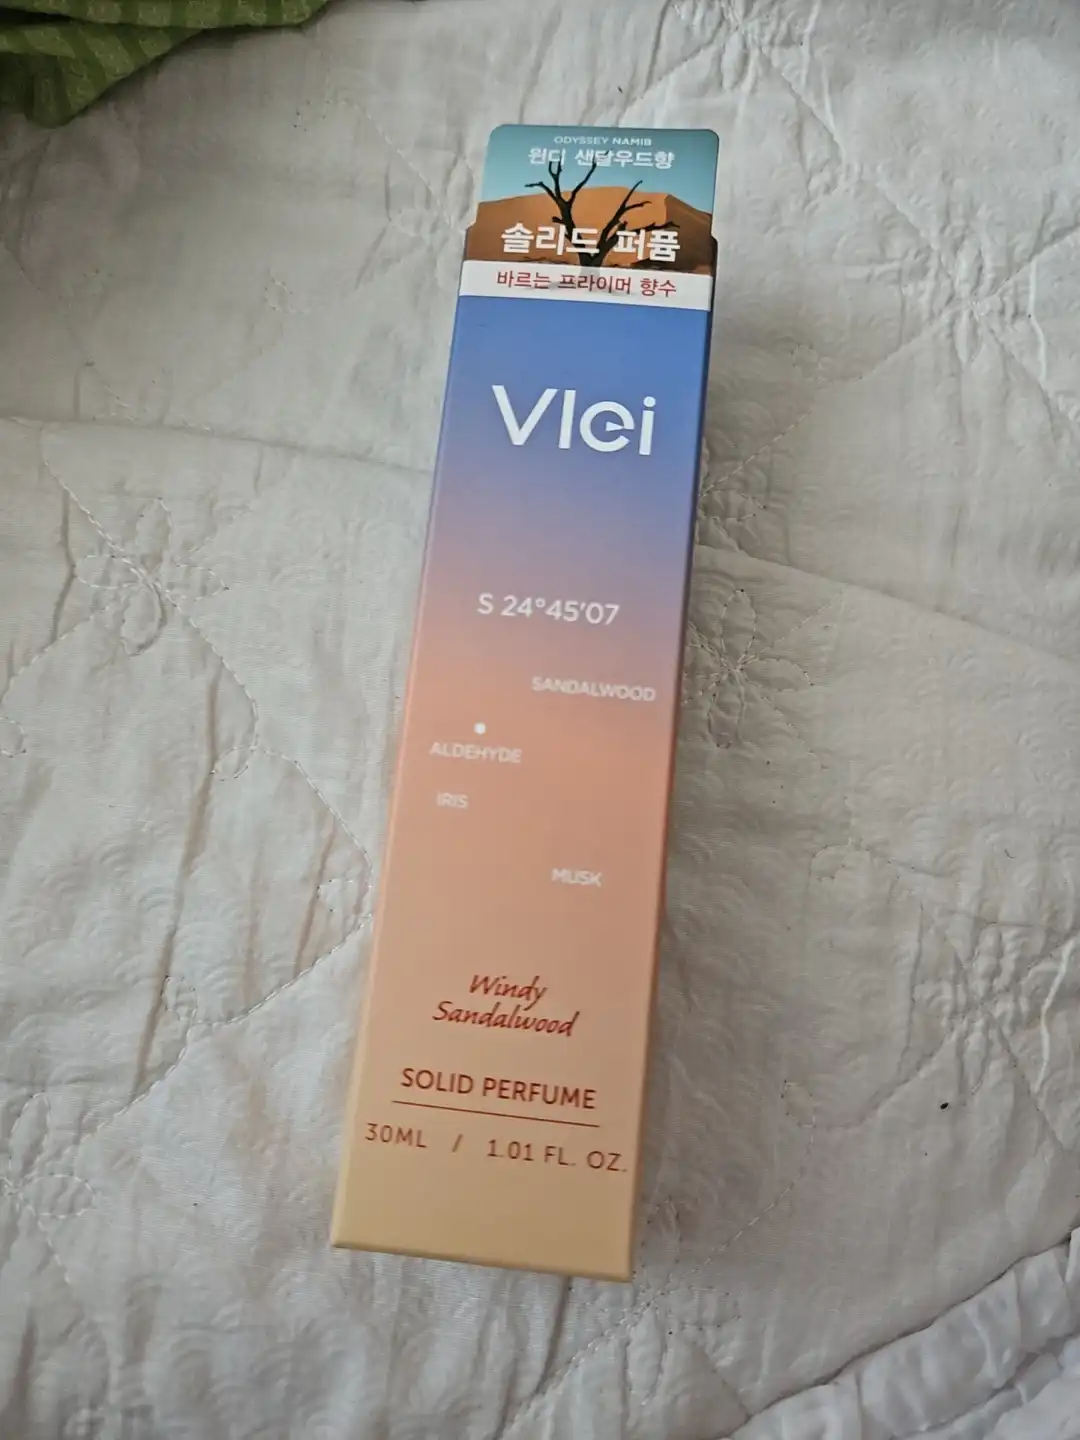 ODYSSEY NAMIB
윈디 샌달우드향
솔리드 퍼퓸
바르는 프라이머 향수
Vlei
S 24°45'07
SANDALWOOD
ALDEHYDE
IRIS
MUSK
Windy
Sandalwood
SOLID PERFUME
30ML / 1.01 FL. OZ.